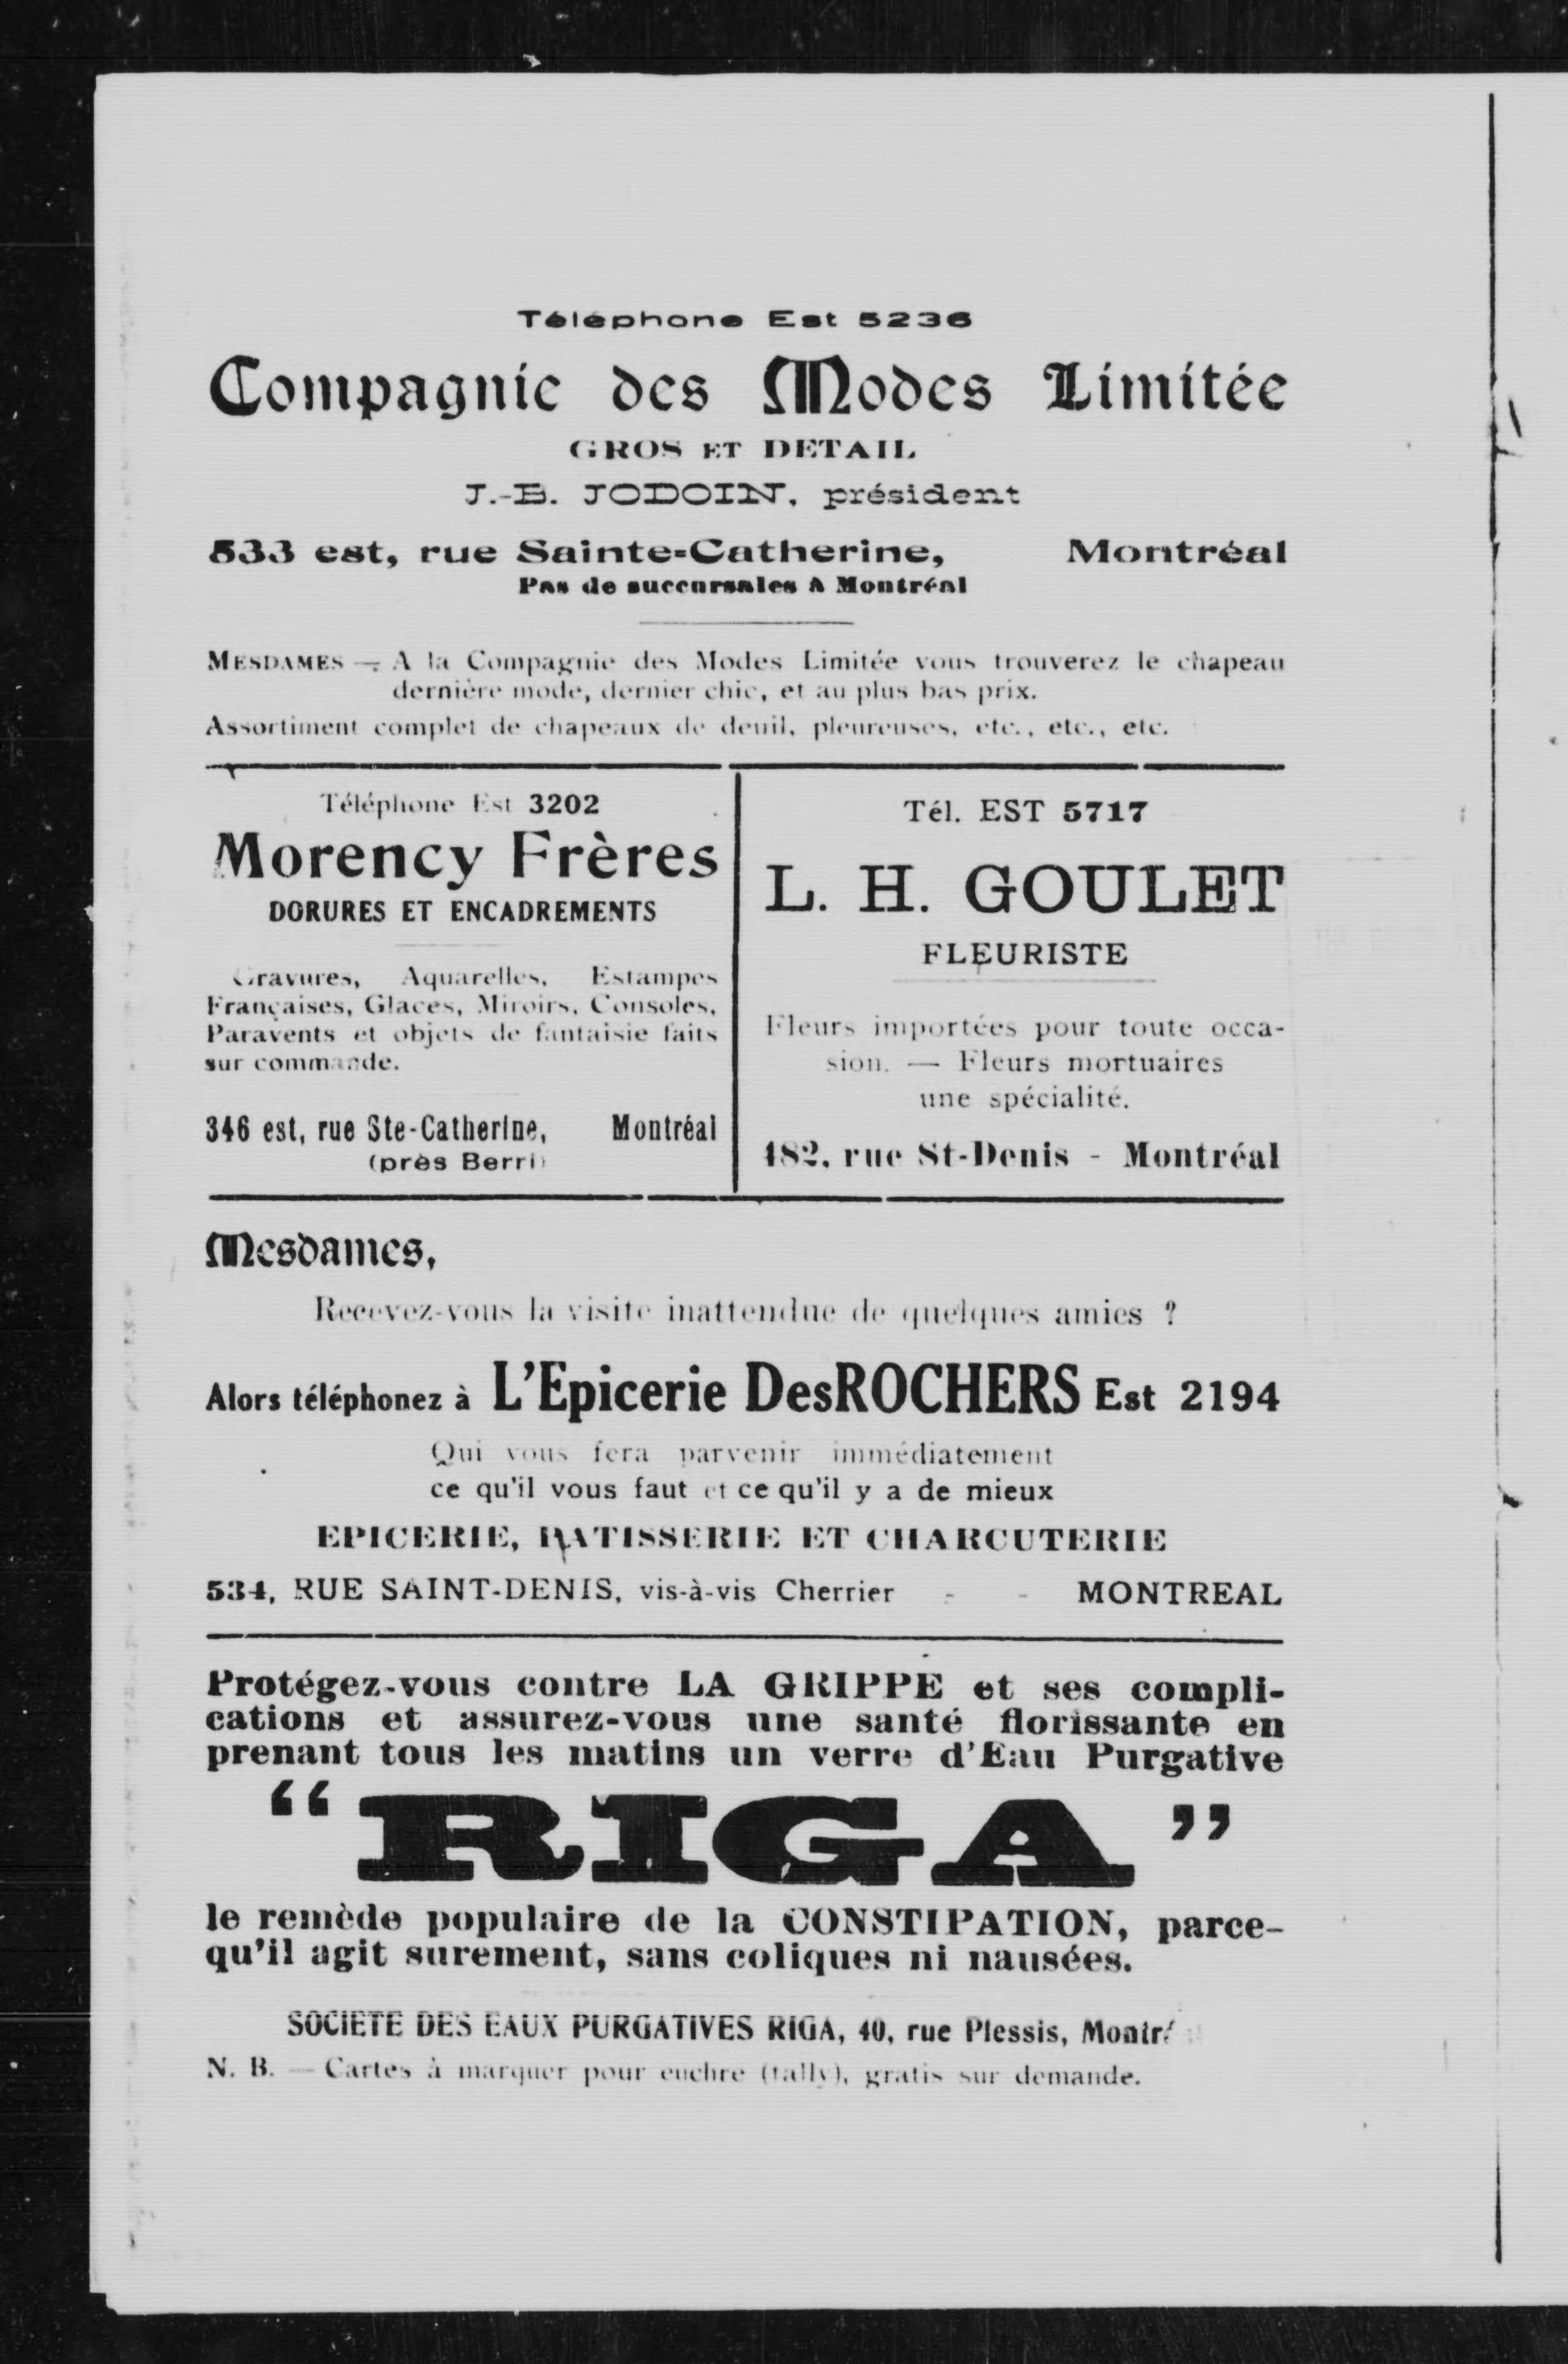 Téléphone Est 5236
Compagnie des Modes Limitée
GROS ET DETAIL
J.-B. JODOIN, président
533 est, rue Sainte-Catherine, Montréal
Pas de succursales à Montréal
MESDAMES — A la Compagnie des Modes Limitée vous trouverez le chapeau
dernière mode, dernier chic, et au plus bas prix.
Assortiment complet de chapeaux de deuil, pleureuses, etc., etc., etc.
Téléphone Est 3202
Morency Frères
DORURES ET ENCADREMENTS
Gravures, Aquarelles, Estampes
Françaises, Glaces, Miroirs, Consoles,
Paravents et objets de fantaisie faits
sur commande.
346 est, rue Ste-Catherine, Montréal
(près Berri)
Tél. EST 5717
L. H. GOULET
FLEURISTE
Fleurs importées pour toute occa-
sion. — Fleurs mortuaires
une spécialité.
482, rue St-Denis - Montréal
Mesdames,
Recevez-vous la visite inattendue de quelques amies ?
Alors téléphonez à L'Epicerie DesROCHERS Est 2194
Qui vous fera parvenir immédiatement
ce qu'il vous faut et ce qu'il y a de mieux
EPICERIE, PATISSERIE ET CHARCUTERIE
534, RUE SAINT-DENIS, vis-à-vis Cherrier - - MONTREAL
Protégez-vous contre LA GRIPPE et ses compli-
cations et assurez-vous une santé florissante en
prenant tous les matins un verre d'Eau Purgative
“RIGA”
le remède populaire de la CONSTIPATION, parce-
qu'il agit surement, sans coliques ni nausées.
SOCIETE DES EAUX PURGATIVES RIGA, 40, rue Plessis, Montréal
N. B. — Cartes à marquer pour euchre (tally), gratis sur demande.